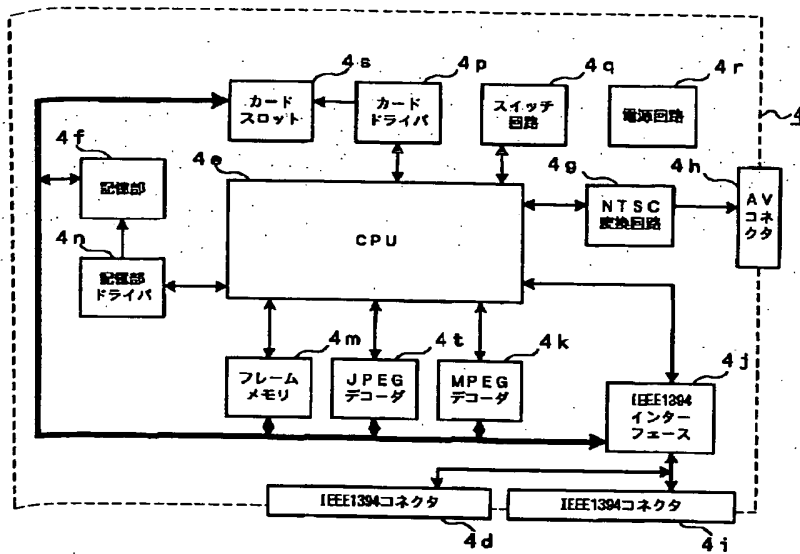 4s
4p
4q
4r
カード
スロット
カード
ドライバ
スイッチ
回路
電源回路
4
4f
4e
4g
4h
記憶部
NTSC
変換回路
AV
コネクタ
CPU
4n
記憶部
ドライバ
4m
4t
4k
4j
フレーム
メモリ
JPEG
デコーダ
MPEG
デコーダ
IEEE1394
インター
フェース
IEEE1394コネクタ
IEEE1394コネクタ
4d
4i